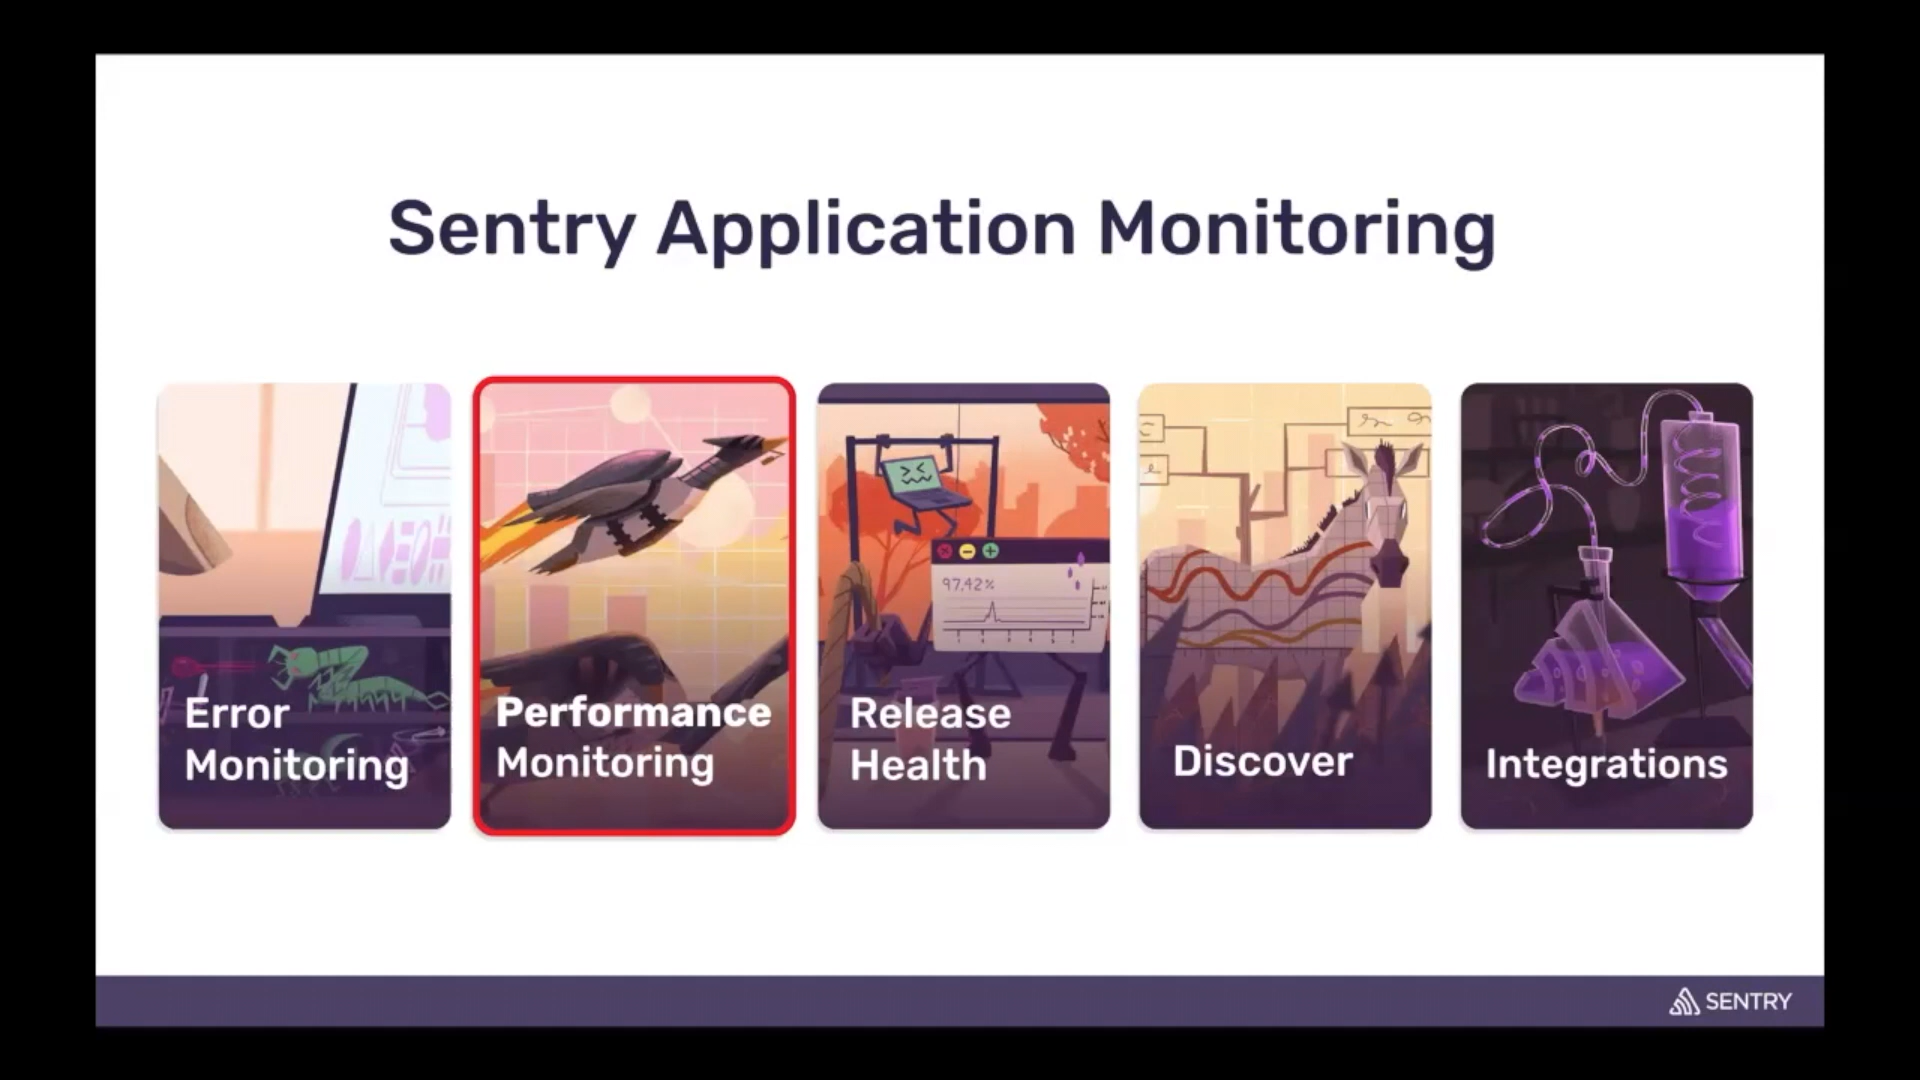 Sentry Application Monitoring
97.42%
Error
Monitoring
Performance
Monitoring
Release
Health
Discover
Integrations
SENTRY